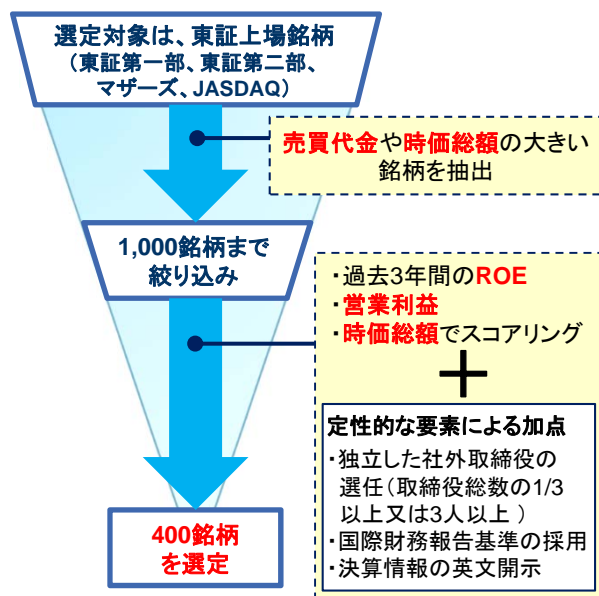 選定対象は、東証上場銘柄
（東証第一部、東証第二部、
マザーズ、JASDAQ）
売買代金や時価総額の大きい
銘柄を抽出
1,000銘柄まで
絞り込み
・過去3年間のROE
・営業利益
・時価総額でスコアリング
＋
定性的な要素による加点
・独立した社外取締役の
選任（取締役総数の1/3
以上又は3人以上 ）
・国際財務報告基準の採用
・決算情報の英文開示
400銘柄
を選定